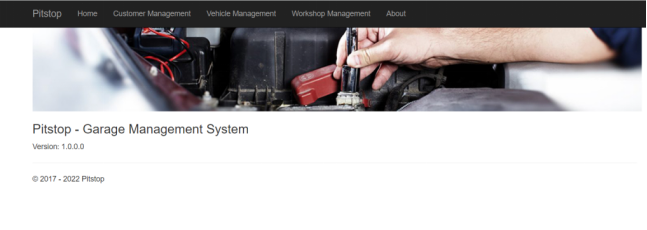 Pitstop Home Customer Management Vehicle Management Workshop Management About
Pitstop - Garage Management System
Version: 1.0.0.0
© 2017 - 2022 Pitstop